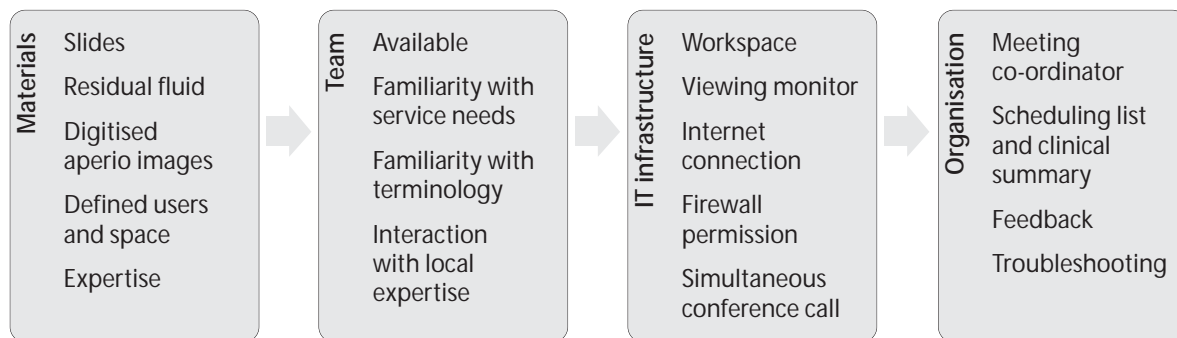 Materials
Slides
Residual fluid
Digitised
aperio images
Defined users
and space
Expertise
Team
Available
Familiarity with
service needs
Familiarity with
terminology
Interaction
with local
expertise
IT infrastructure
Workspace
Viewing monitor
Internet
connection
Firewall
permission
Simultaneous
conference call
Organisation
Meeting
co-ordinator
Scheduling list
and clinical
summary
Feedback
Troubleshooting